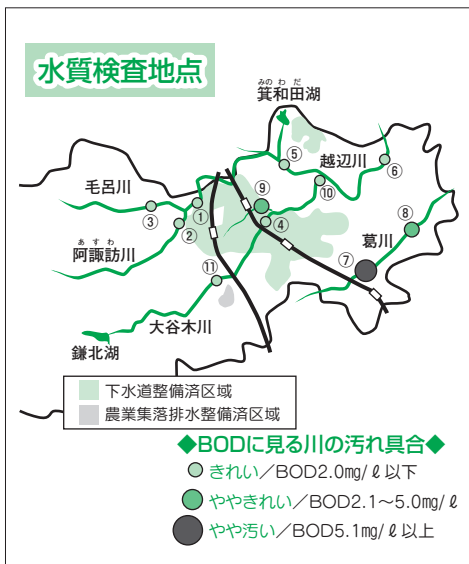 水質検査地点
みのわだ
箕和田湖
越辺川
毛呂川
⑤
⑥
⑨
⑩
③
①
④
②
⑧
あすわ
阿諏訪川
葛川
⑦
⑪
大谷木川
鎌北湖
下水道整備済区域
農業集落排水整備済区域
◆BODに見る川の汚れ具合◆
きれい/BOD2.0mg/ℓ以下
ややきれい/BOD2.1〜5.0mg/ℓ
やや汚い/BOD5.1mg/ℓ以上